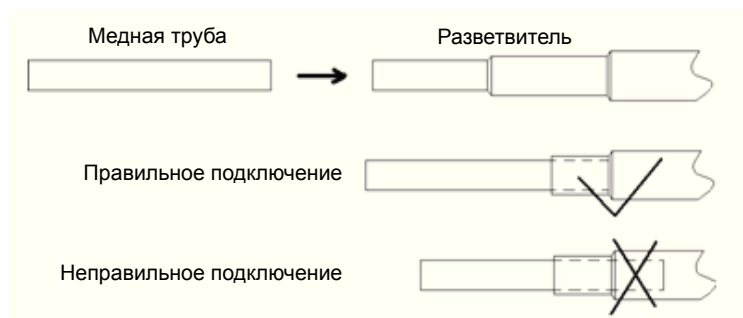 Медная труба
Разветвитель
Правильное подключение
Неправильное подключение